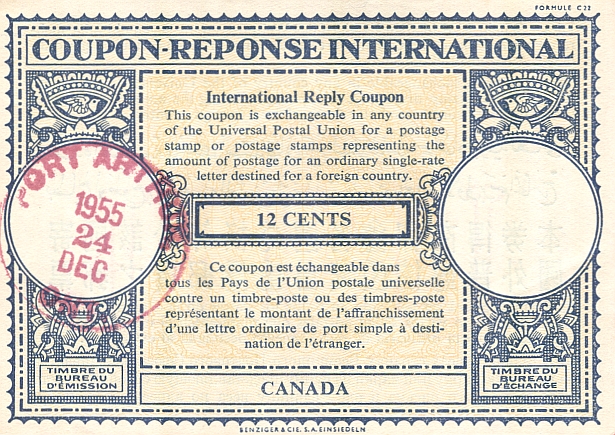 FORMULE C 22
COUPON-REPONSE INTERNATIONAL
International Reply Coupon
This coupon is exchangeable in any country
of the Universal Postal Union for a postage
stamp or postage stamps representing the
amount of postage for an ordinary single-rate
letter destined for a foreign country.
PORT ARTHUR
1955
24
DEC
12 CENTS
Ce coupon est échangeable dans
tous les Pays de l'Union postale universelle
contre un timbre-poste ou des timbres-poste
représentant le montant de l'affranchissement
d'une lettre ordinaire de port simple à desti-
nation de l'étranger.
TIMBRE DU
BUREAU
D'ÉMISSION
CANADA
TIMBRE DU
BUREAU
D'ÉCHANGE
BENZIGER & CIE. S.A. EINSIEDELN